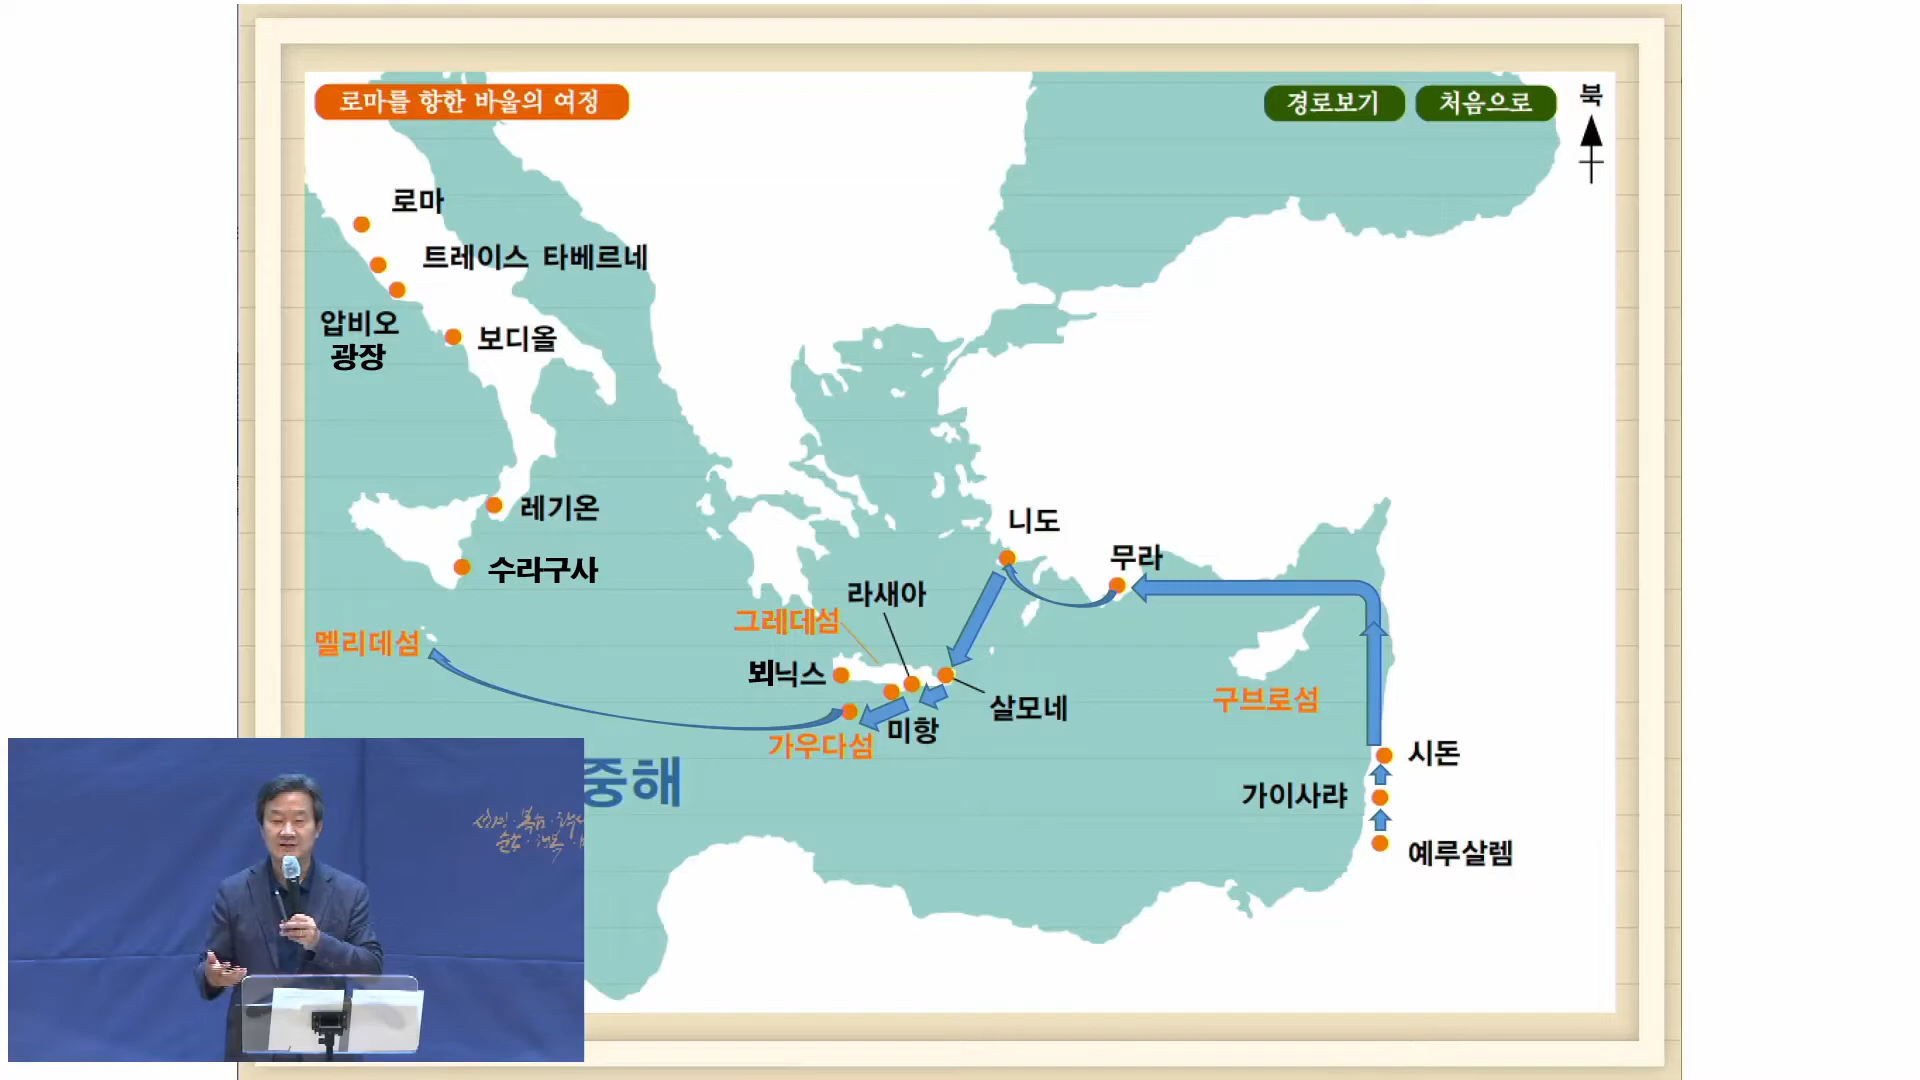 로마를 향한 바울의 여정
경로보기
처음으로
북
로마
트레이스 타베르네
압비오
광장
보디올
레기온
수라구사
니도
무라
라새아
그레데섬
멜리데섬
뵈닉스
살모네
구브로섬
미항
가우다섬
시돈
중해
가이사랴
예루살렘